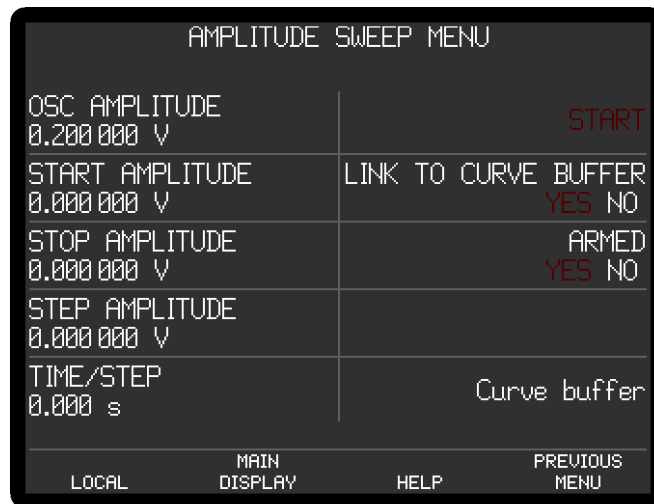 AMPLITUDE SWEEP MENU
OSC AMPLITUDE
0.200 000 V
START
START AMPLITUDE
0.000 000 V
LINK TO CURVE BUFFER
YES NO
STOP AMPLITUDE
0.000 000 V
ARMED
YES NO
STEP AMPLITUDE
0.000 000 V
TIME/STEP
0.000 s
Curve buffer
LOCAL
MAIN
DISPLAY
HELP
PREVIOUS
MENU